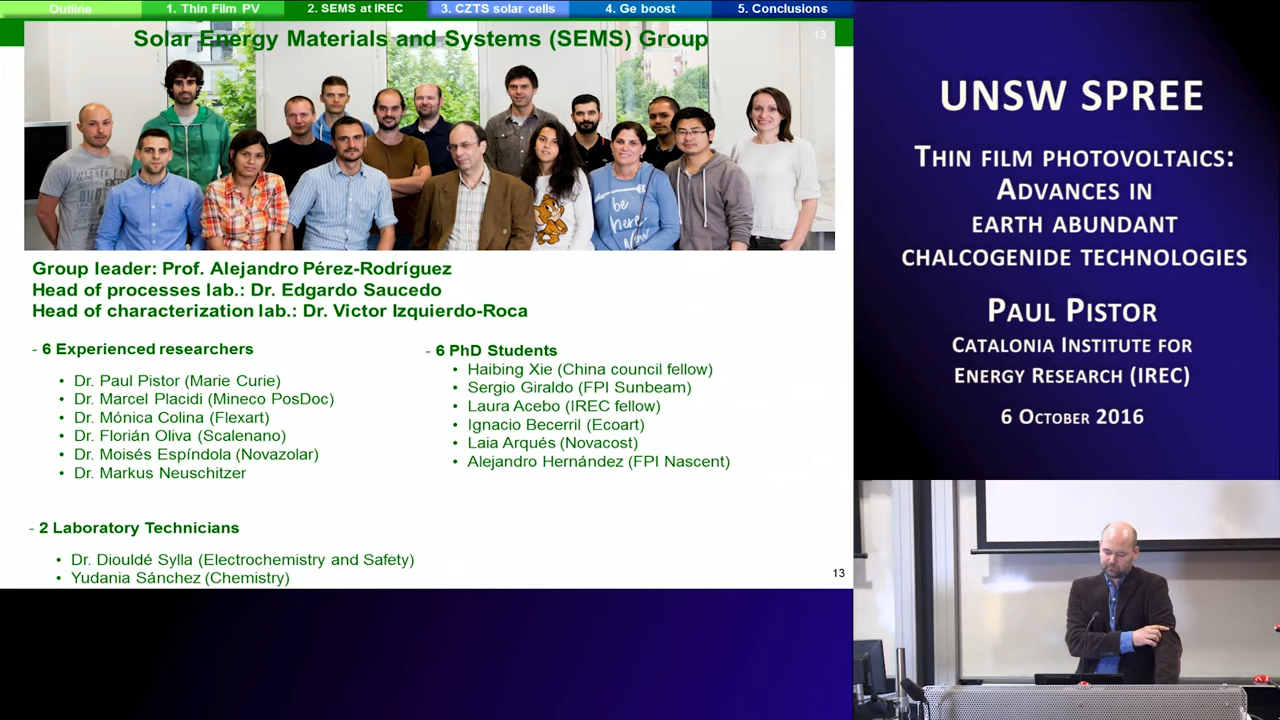 Outline
1. Thin Film PV
2. SEMS at IREC
3. CZTS solar cells
4. Ge boost
5. Conclusions
Solar Energy Materials and Systems (SEMS) Group
13
be
here
now
Group leader: Prof. Alejandro Pérez-Rodríguez
Head of processes lab.: Dr. Edgardo Saucedo
Head of characterization lab.: Dr. Victor Izquierdo-Roca
- 6 Experienced researchers
• Dr. Paul Pistor (Marie Curie)
• Dr. Marcel Placidi (Mineco PosDoc)
• Dr. Mónica Colina (Flexart)
• Dr. Florián Oliva (Scalenano)
• Dr. Moisés Espíndola (Novazolar)
• Dr. Markus Neuschitzer
- 6 PhD Students
• Haibing Xie (China council fellow)
• Sergio Giraldo (FPI Sunbeam)
• Laura Acebo (IREC fellow)
• Ignacio Becerril (Ecoart)
• Laia Arqués (Novacost)
• Alejandro Hernández (FPI Nascent)
- 2 Laboratory Technicians
• Dr. Diouldé Sylla (Electrochemistry and Safety)
• Yudania Sánchez (Chemistry)
13
UNSW SPREE
Thin film photovoltaics:
Advances in
earth abundant
chalcogenide technologies
Paul Pistor
Catalonia Institute for
Energy Research (IREC)
6 October 2016